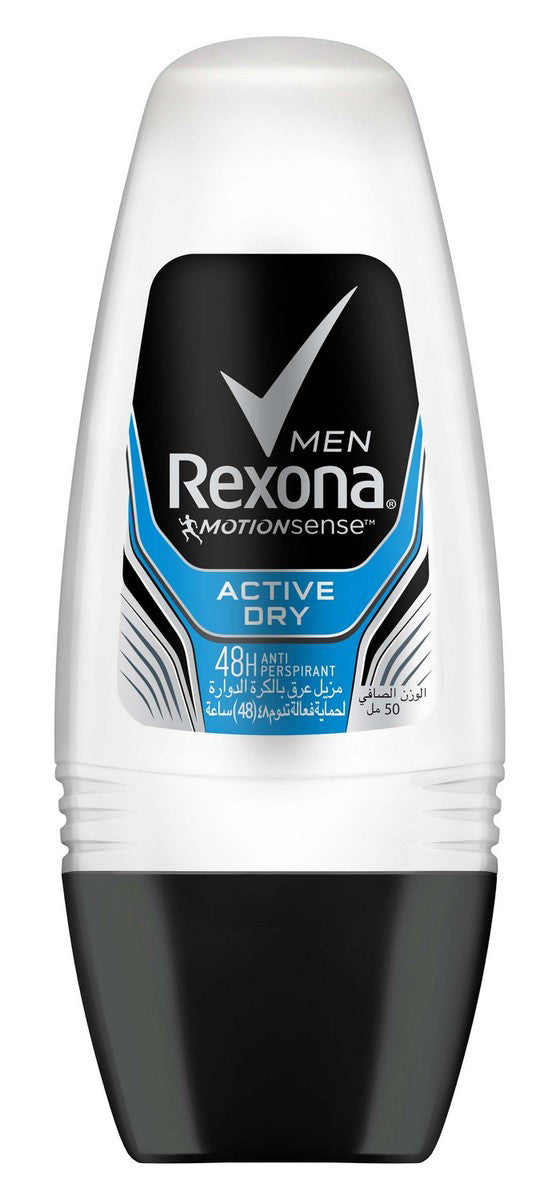 MEN
Rexona®
MOTIONsense™
ACTIVE
DRY
48H ANTI
PERSPIRANT
مزيل عرق بالكرة الدوارة
لحماية فعالة تدوم ٤٨ (48) ساعة
الوزن الصافي
50 مل